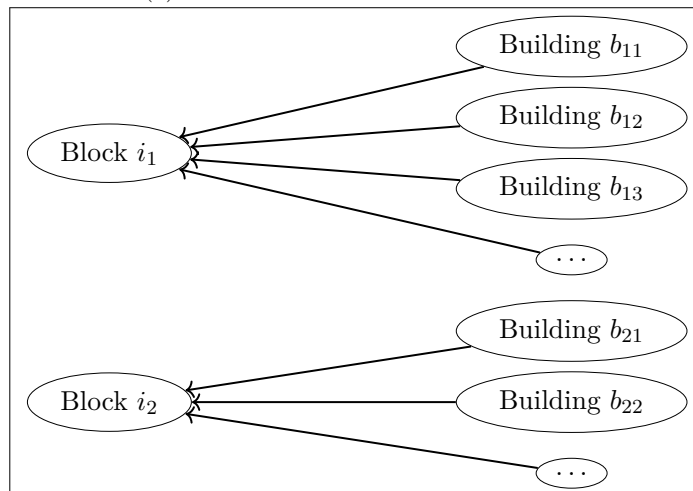 Building b₁₁
Building b₁₂
Block i₁
Building b₁₃
...
Building b₂₁
Block i₂
Building b₂₂
...